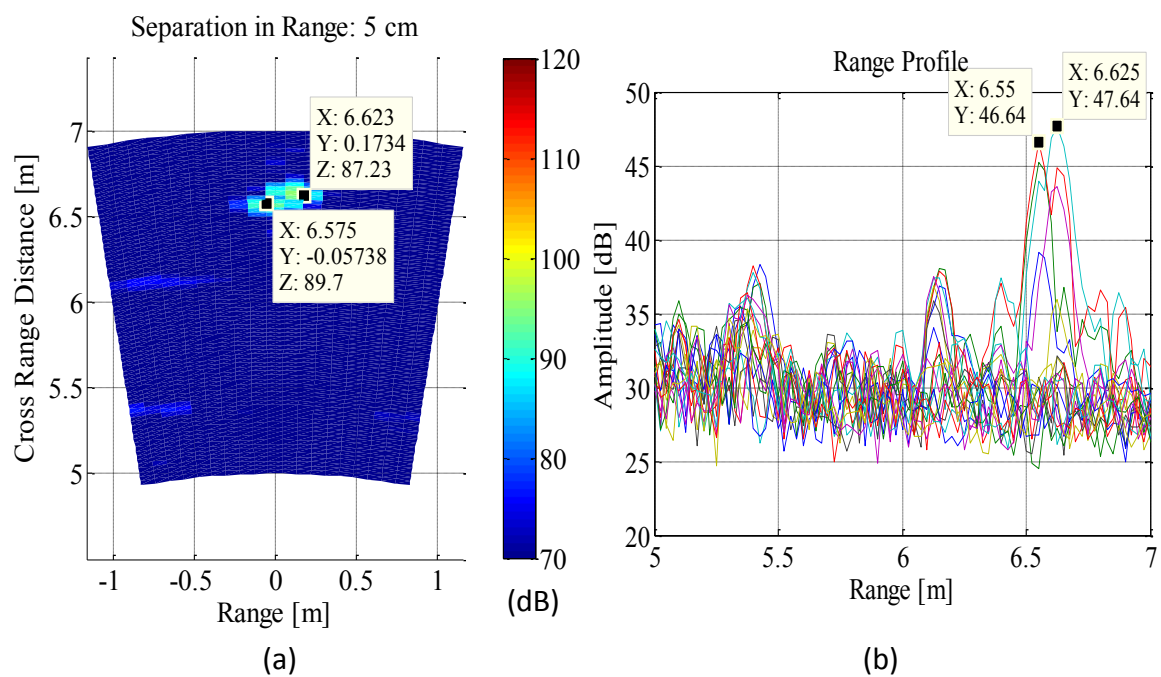 Separation in Range: 5 cm
X: 6.623
Y: 0.1734
Z: 87.23
X: 6.575
Y: -0.05738
Z: 89.7
7
6.5
6
5.5
5
Cross Range Distance [m]
-1
-0.5
0
0.5
1
Range [m]
120
110
100
90
80
70
(dB)
(a)
Range Profile
X: 6.55
Y: 46.64
X: 6.625
Y: 47.64
50
45
40
35
30
25
20
Amplitude [dB]
5
5.5
6
6.5
7
Range [m]
(b)